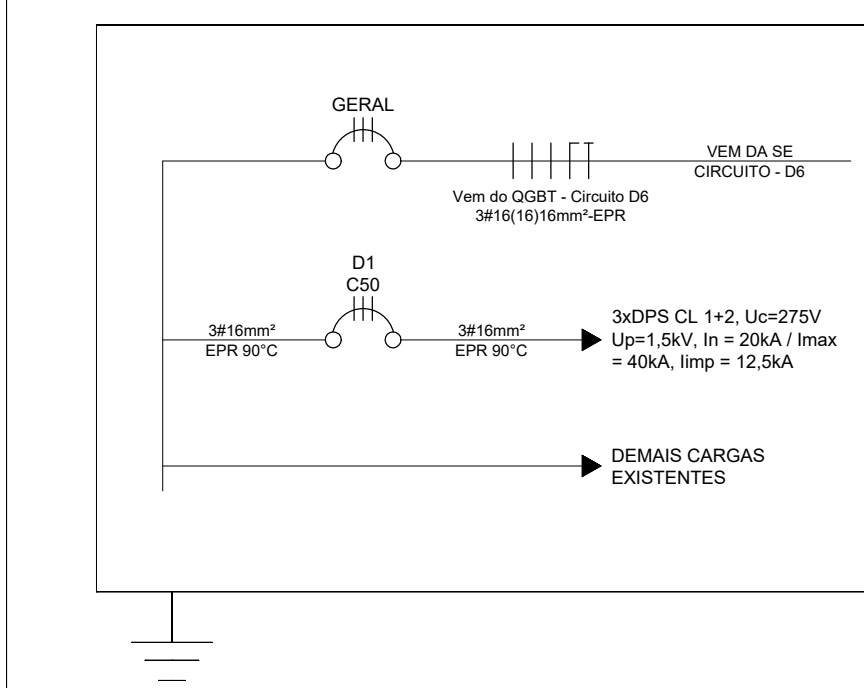 GERAL
VEM DA SE
CIRCUITO - D6
Vem do QGBT - Circuito D6
3#16(16)16mm²-EPR
D1
C50
3#16mm²
EPR 90°C
3#16mm²
EPR 90°C
3xDPS CL 1+2, Uc=275V
Up=1,5kV, In = 20kA / Imax
= 40kA, Iimp = 12,5kA
DEMAIS CARGAS
EXISTENTES